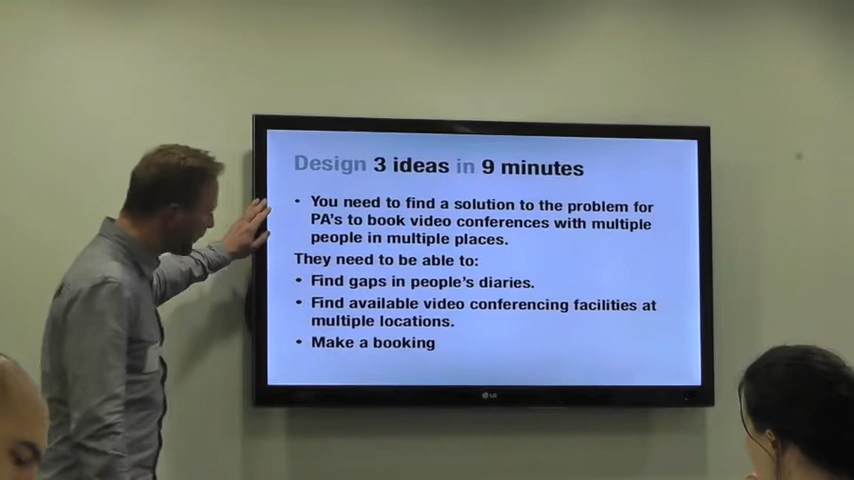 Design 3 ideas in 9 minutes
• You need to find a solution to the problem for
PA's to book video conferences with multiple
people in multiple places.
They need to be able to:
• Find gaps in people's diaries.
• Find available video conferencing facilities at
multiple locations.
• Make a booking
LG